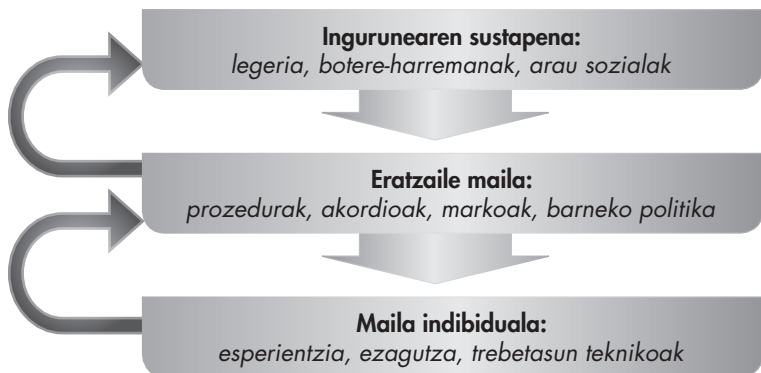 Ingurunearen sustapena:
legeria, botere-harremanak, arau sozialak
Eratzaile maila:
prozedurak, akordioak, markoak, barneko politika
Maila indibiduala:
esperientzia, ezagutza, trebetasun teknikoak